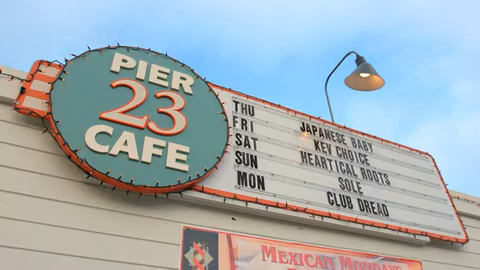 PIER
23
CAFE
THU JAPANESE BABY
FRI KEV CHOICE
SAT HEARTICAL ROOTS
SUN SOLE
MON CLUB DREAD
MEXICAN MONDAY